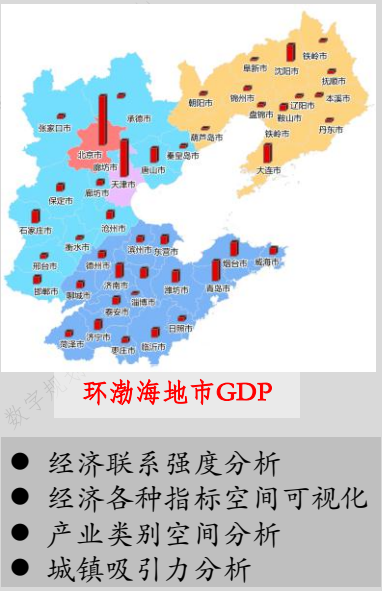 铁岭市
沈阳市
阜新市
抚顺市
朝阳市
锦州市
辽阳市
本溪市
盘锦市
鞍山市
承德市
张家口市
葫芦岛市
铁岭市
丹东市
北京市
秦皇岛市
廊坊市
唐山市
大连市
天津市
廊坊市
保定市
沧州市
石家庄市
衡水市
滨州市
东营市
烟台市
威海市
邢台市
德州市
邯郸市
聊城市
济南市
潍坊市
青岛市
淄博市
泰安市
日照市
济宁市
菏泽市
枣庄市
临沂市
环渤海地市GDP
● 经济联系强度分析
● 经济各种指标空间可视化
● 产业类别空间分析
● 城镇吸引力分析